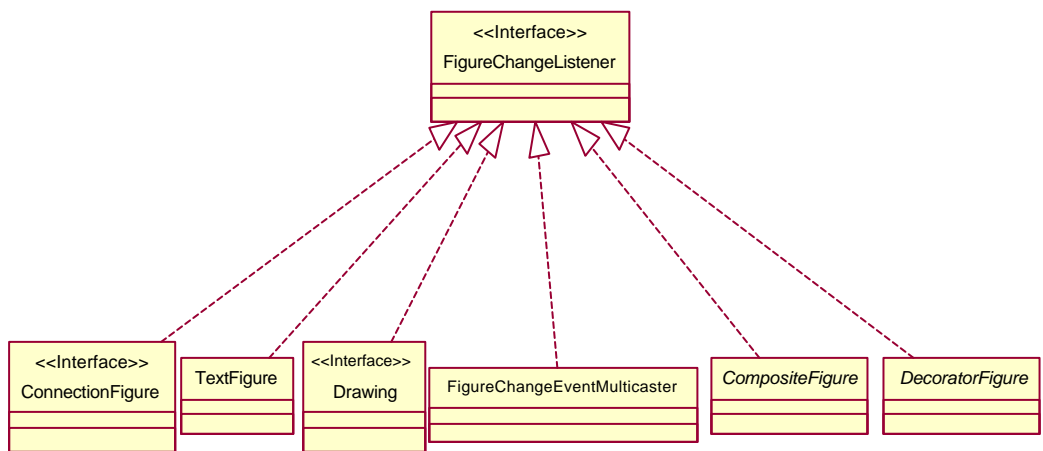 <<Interface>>
FigureChangeListener
<<Interface>>
ConnectionFigure
TextFigure
<<Interface>>
Drawing
FigureChangeEventMulticaster
CompositeFigure
DecoratorFigure